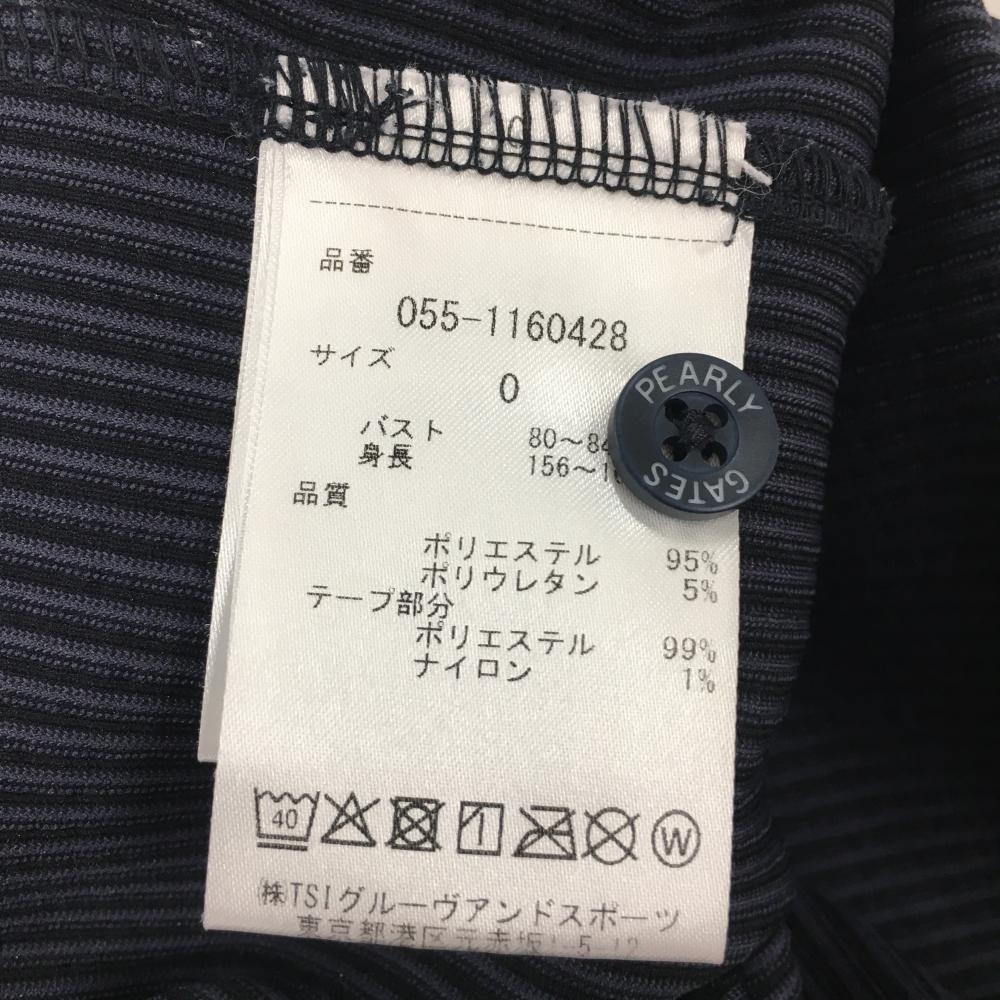 品番
055-1160428
サイズ
0
バスト 80～84
身長 156～1
品質
ポリエステル 95%
ポリウレタン 5%
テープ部分
ポリエステル 99%
ナイロン 1%
PEARLY
GATES
40
W
㈱TSIグルーヴアンドスポーツ
東京都港区元赤坂1-5-12